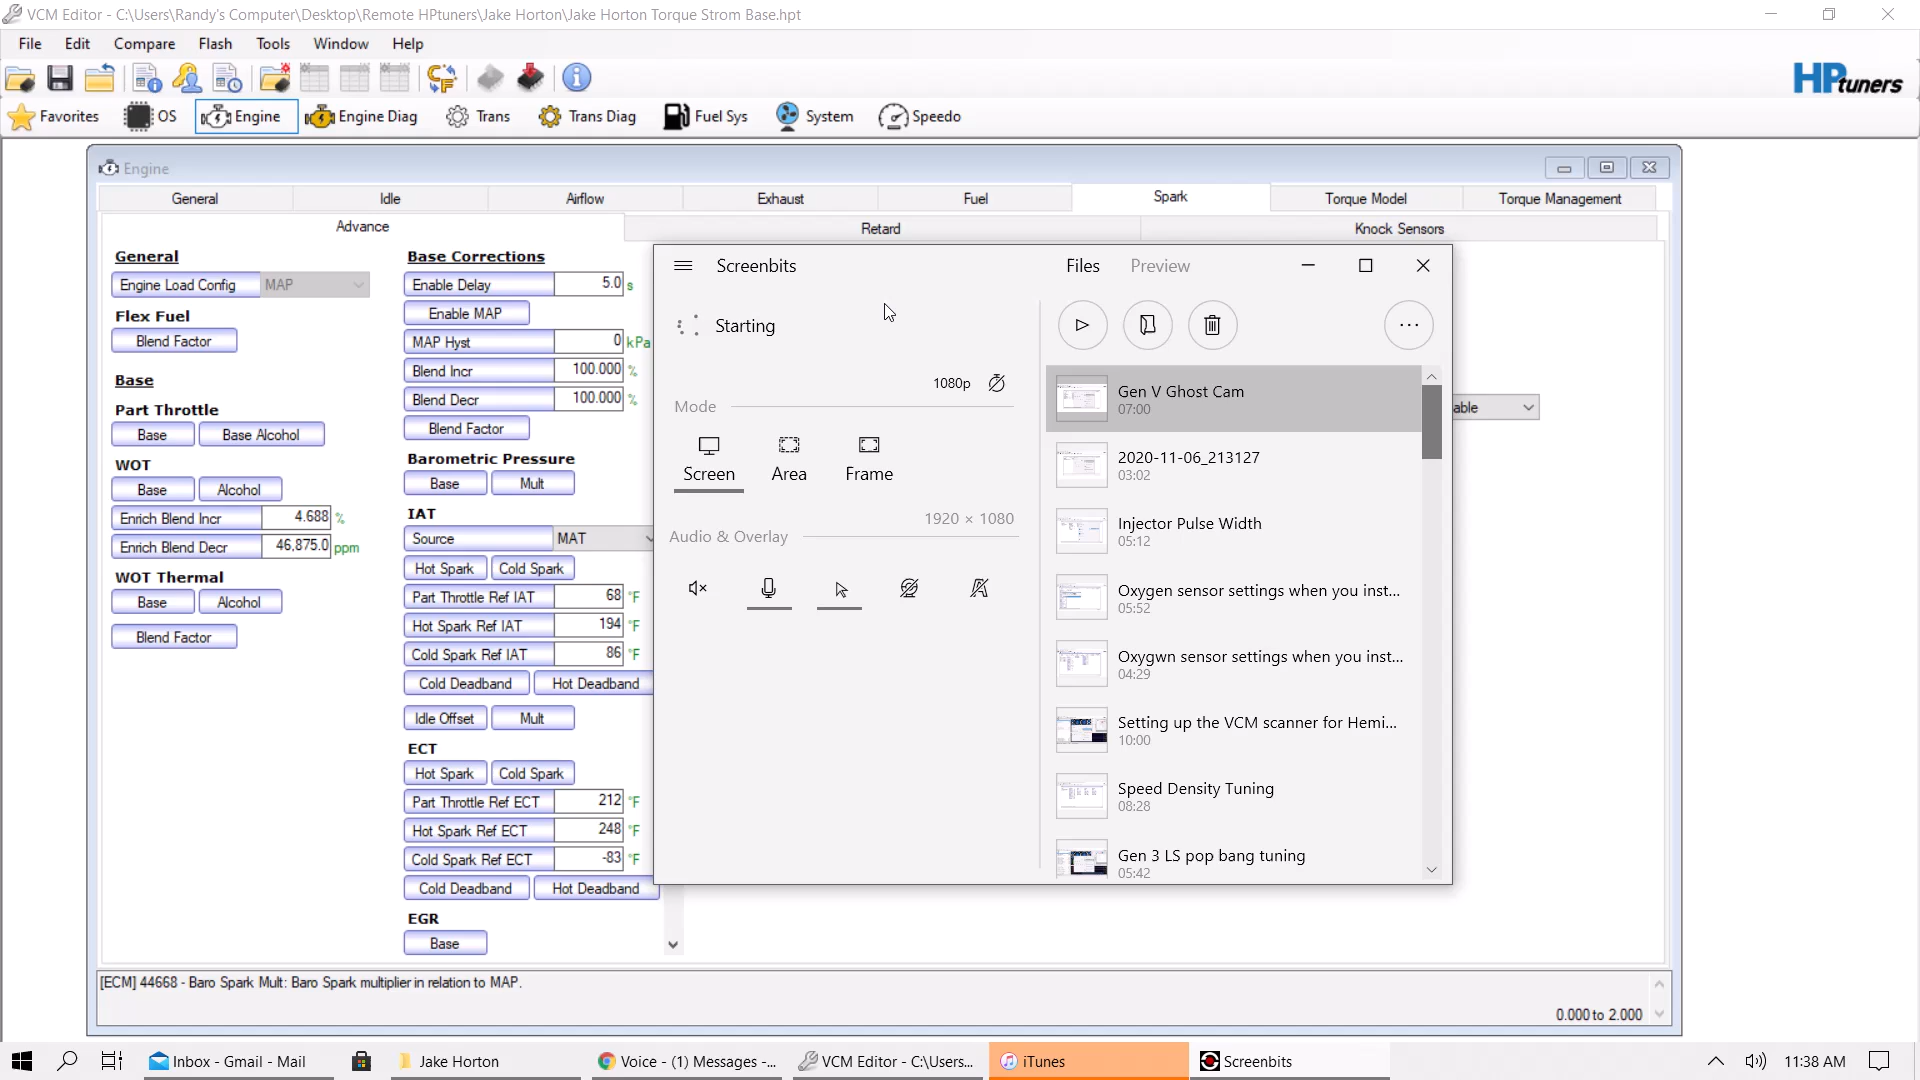 VCM Editor - C:\Users\Randy's Computer\Desktop\Remote HPtuners\Jake Horton\Jake Horton Torque Strom Base.hpt
File Edit Compare Flash Tools Window Help
HPtuners
Favorites OS Engine Engine Diag Trans Trans Diag Fuel Sys System Speedo
Engine
General Idle Airflow Exhaust Fuel Spark Torque Model Torque Management
Advance Retard Knock Sensors
General
Engine Load Config MAP
Flex Fuel
Blend Factor
Base
Part Throttle
Base Base Alcohol
WOT
Base Alcohol
Enrich Blend Incr 4.688 %
Enrich Blend Decr 46,875.0 ppm
WOT Thermal
Base Alcohol
Blend Factor
Base Corrections
Enable Delay 5.0 s
Enable MAP
MAP Hyst 0 kPa
Blend Incr 100.000 %
Blend Decr 100.000 %
Blend Factor
Barometric Pressure
Base Mult
IAT
Source MAT
Hot Spark Cold Spark
Part Throttle Ref IAT 68 °F
Hot Spark Ref IAT 194 °F
Cold Spark Ref IAT 86 °F
Cold Deadband Hot Deadband
Idle Offset Mult
ECT
Hot Spark Cold Spark
Part Throttle Ref ECT 212 °F
Hot Spark Ref ECT 248 °F
Cold Spark Ref ECT -83 °F
Cold Deadband Hot Deadband
EGR
Base
Screenbits
Starting
1080p
Mode
Screen Area Frame
1920 × 1080
Audio & Overlay
Files Preview
Gen V Ghost Cam
07:00
2020-11-06_213127
03:02
Injector Pulse Width
05:12
Oxygen sensor settings when you inst...
05:52
Oxygwn sensor settings when you inst...
04:29
Setting up the VCM scanner for Hemi...
10:00
Speed Density Tuning
08:28
Gen 3 LS pop bang tuning
05:42
able
[ECM] 44668 - Baro Spark Mult: Baro Spark multiplier in relation to MAP.
0.000 to 2.000
Inbox - Gmail - Mail Jake Horton Voice - (1) Messages -... VCM Editor - C:\Users... iTunes Screenbits 11:38 AM